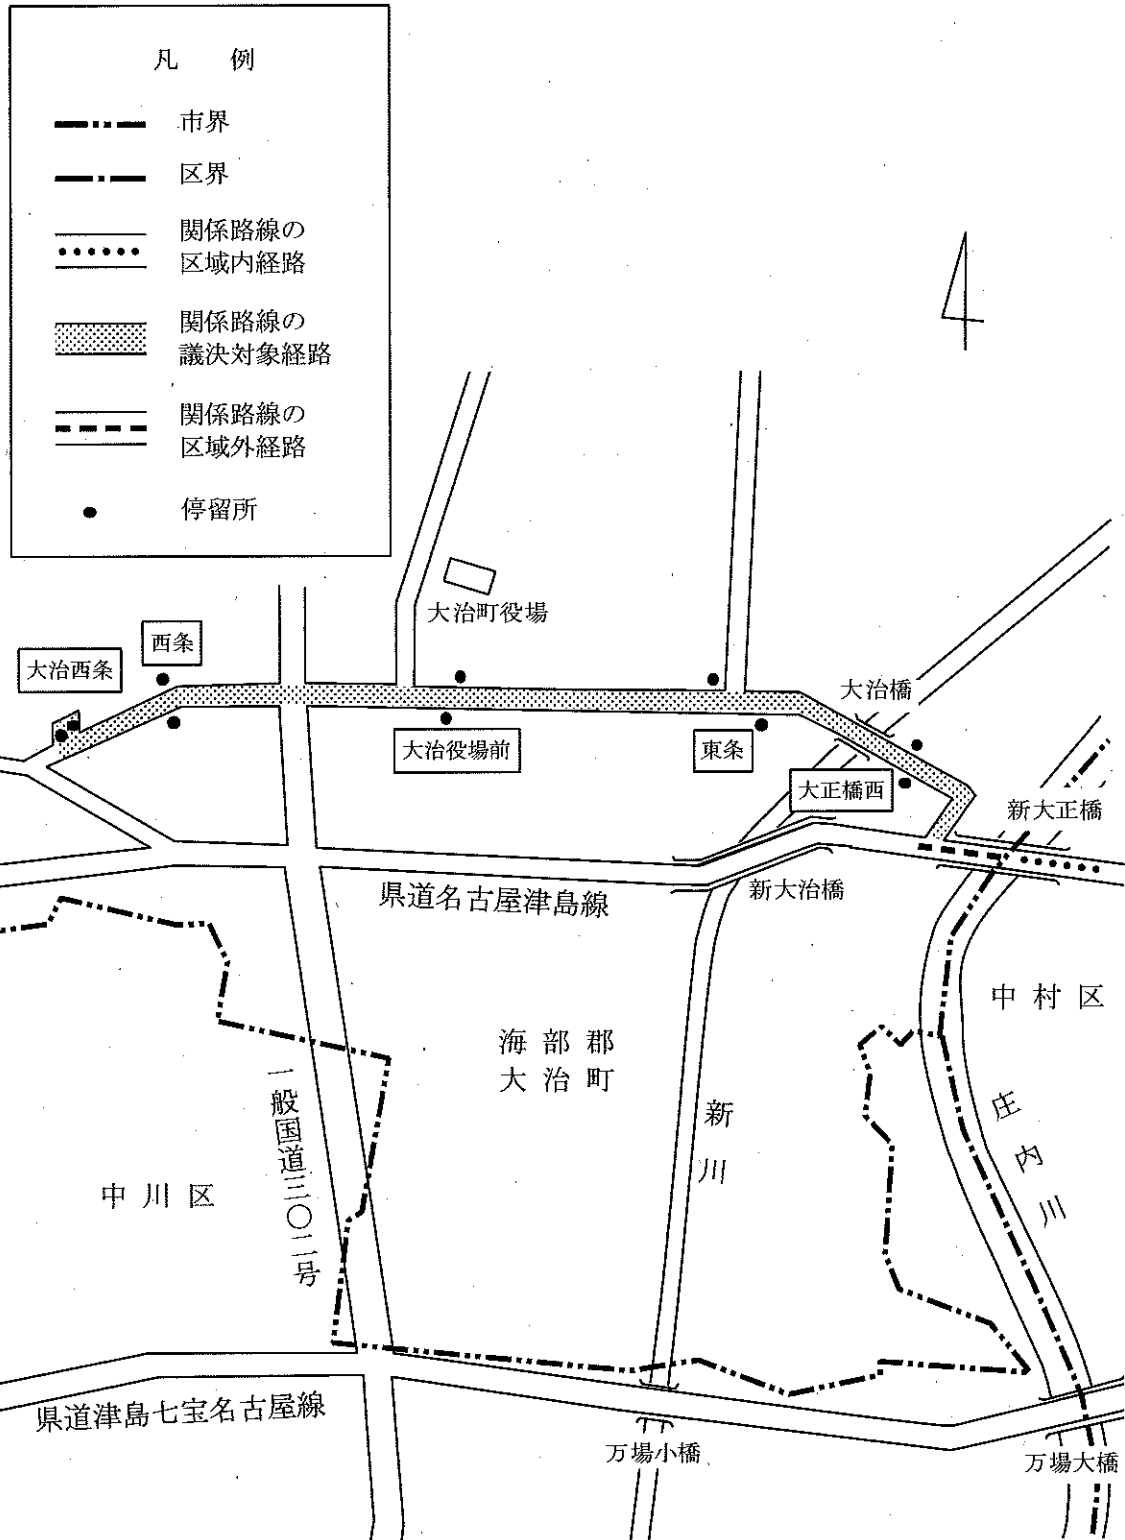 凡　例
市界
区界
関係路線の
区域内経路
関係路線の
議決対象経路
関係路線の
区域外経路
停留所
大治町役場
西条
大治西条
大治橋
大治役場前
東条
大正橋西
新大正橋
県道名古屋津島線
新大治橋
中村区
海部郡
大治町
一般国道三〇二号
新川
庄内川
中川区
県道津島七宝名古屋線
万場小橋
万場大橋